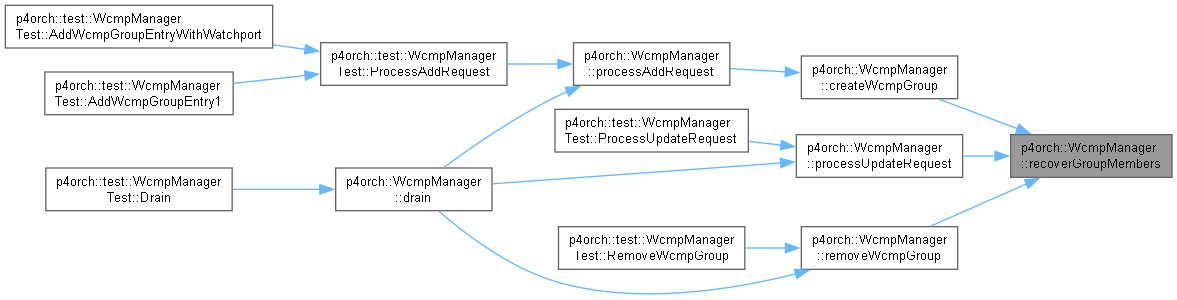 p4orch::test::WcmpManager
Test::AddWcmpGroupEntryWithWatchport
p4orch::test::WcmpManager
Test::AddWcmpGroupEntry1
p4orch::test::WcmpManager
Test::Drain
p4orch::test::WcmpManager
Test::ProcessAddRequest
p4orch::WcmpManager
::drain
p4orch::WcmpManager
::processAddRequest
p4orch::test::WcmpManager
Test::ProcessUpdateRequest
p4orch::test::WcmpManager
Test::RemoveWcmpGroup
p4orch::WcmpManager
::createWcmpGroup
p4orch::WcmpManager
::processUpdateRequest
p4orch::WcmpManager
::removeWcmpGroup
p4orch::WcmpManager
::recoverGroupMembers